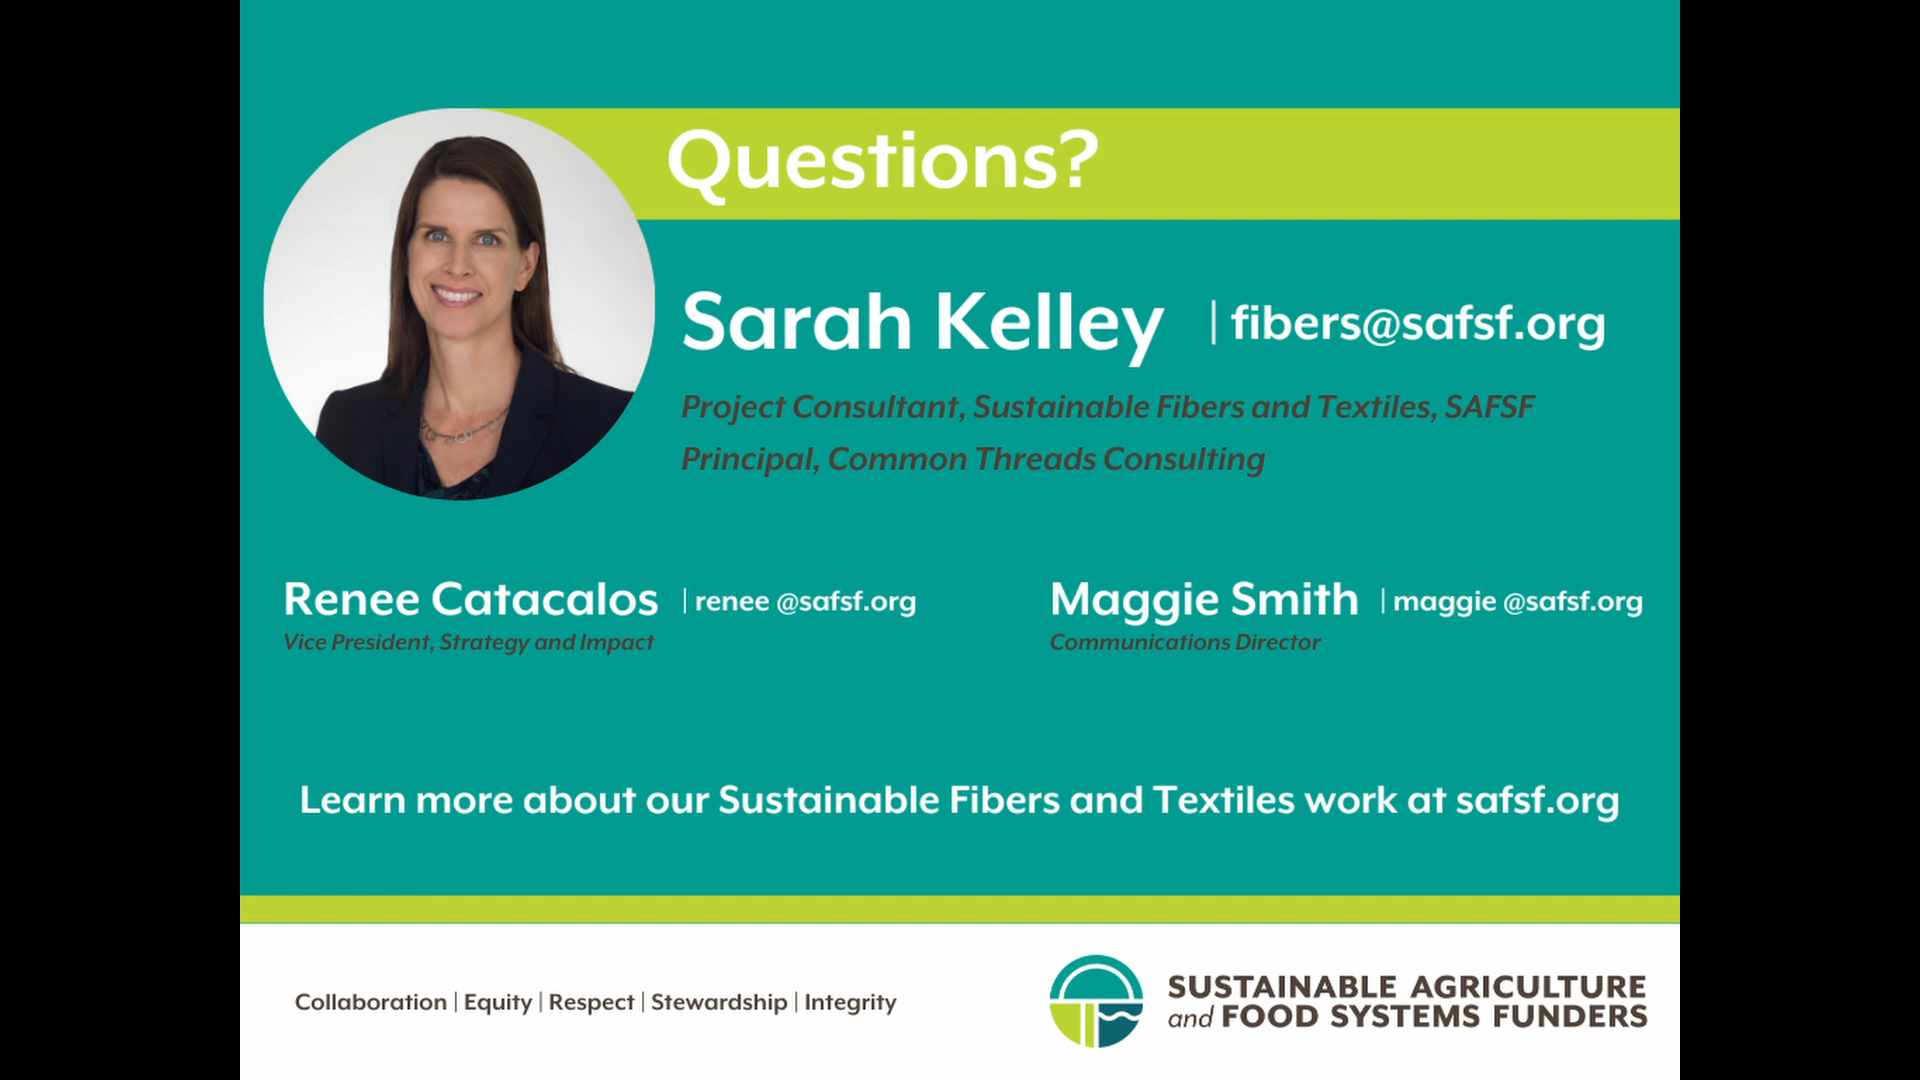 Questions?
Sarah Kelley | fibers@safsf.org
Project Consultant, Sustainable Fibers and Textiles, SAFSF
Principal, Common Threads Consulting
Renee Catacalos | renee @safsf.org
Vice President, Strategy and Impact
Maggie Smith | maggie @safsf.org
Communications Director
Learn more about our Sustainable Fibers and Textiles work at safsf.org
Collaboration | Equity | Respect | Stewardship | Integrity
SUSTAINABLE AGRICULTURE
and FOOD SYSTEMS FUNDERS